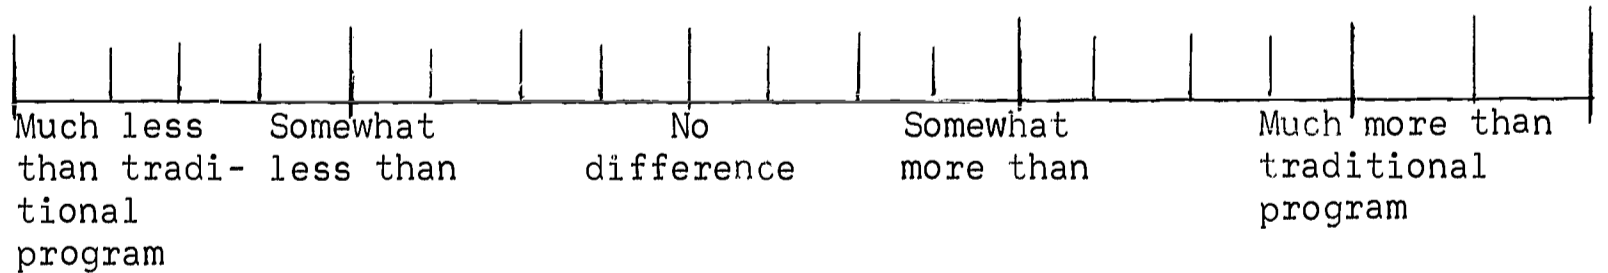 Much less Somewhat No Somewhat Much more than
than tradi- less than difference more than traditional
tional program
program